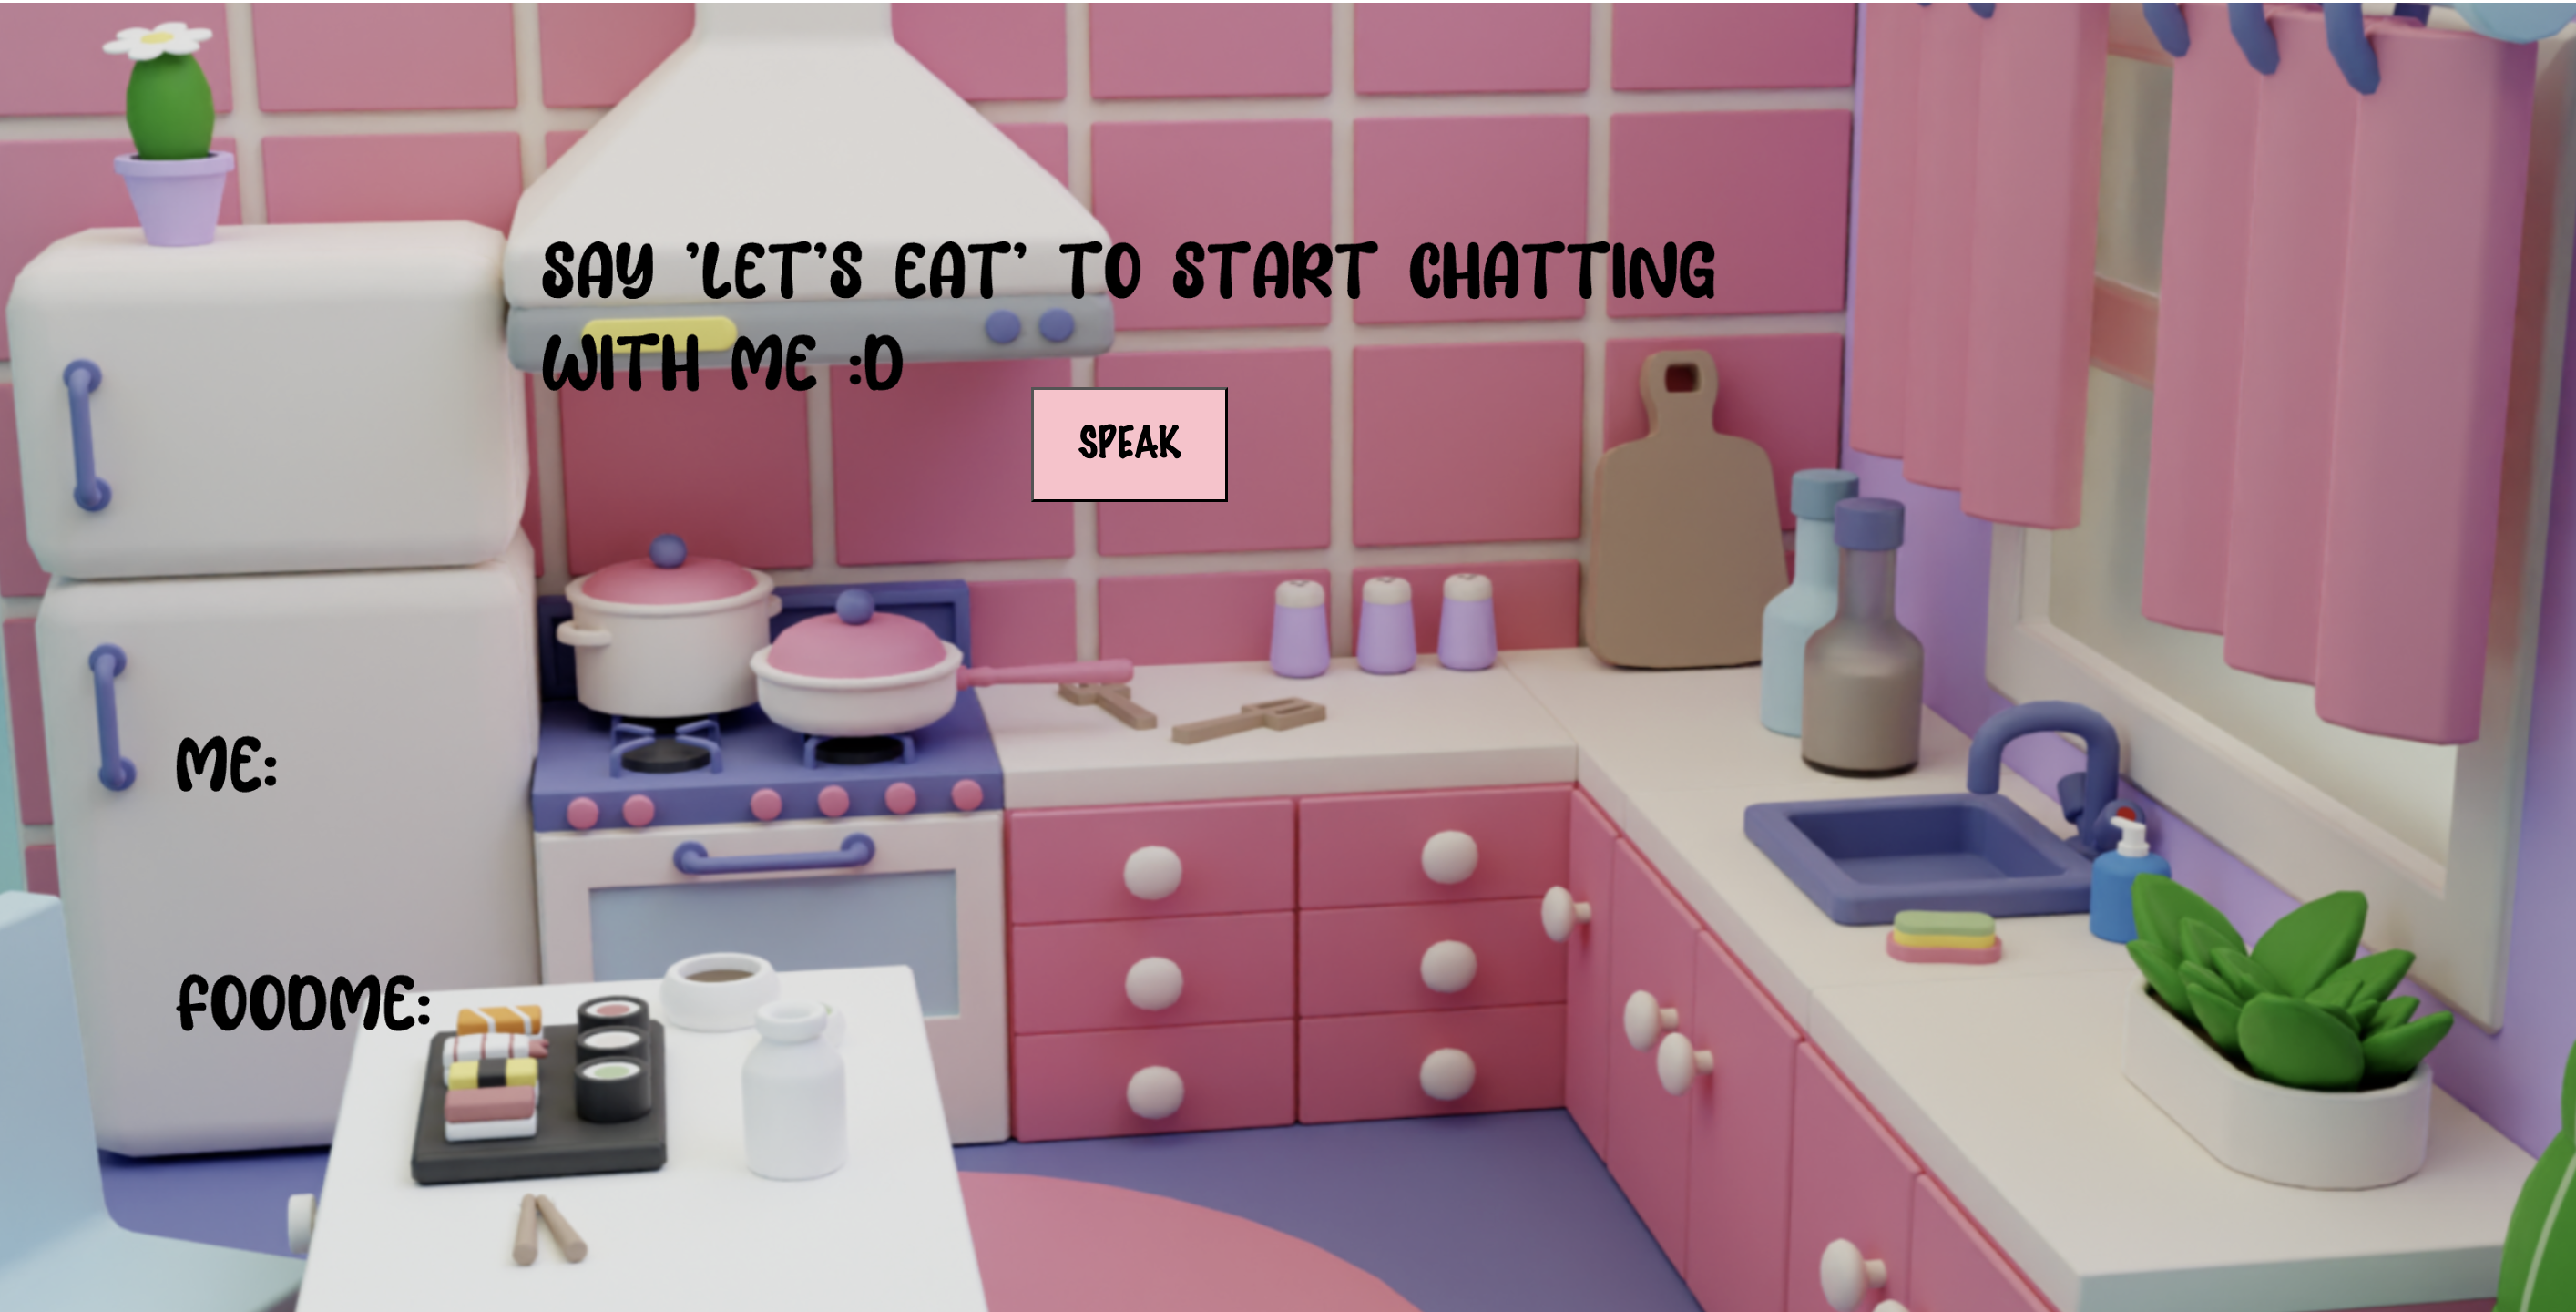 SAY 'LET'S EAT' TO START CHATTING
WITH ME :D
SPEAK
ME:
FOODME: